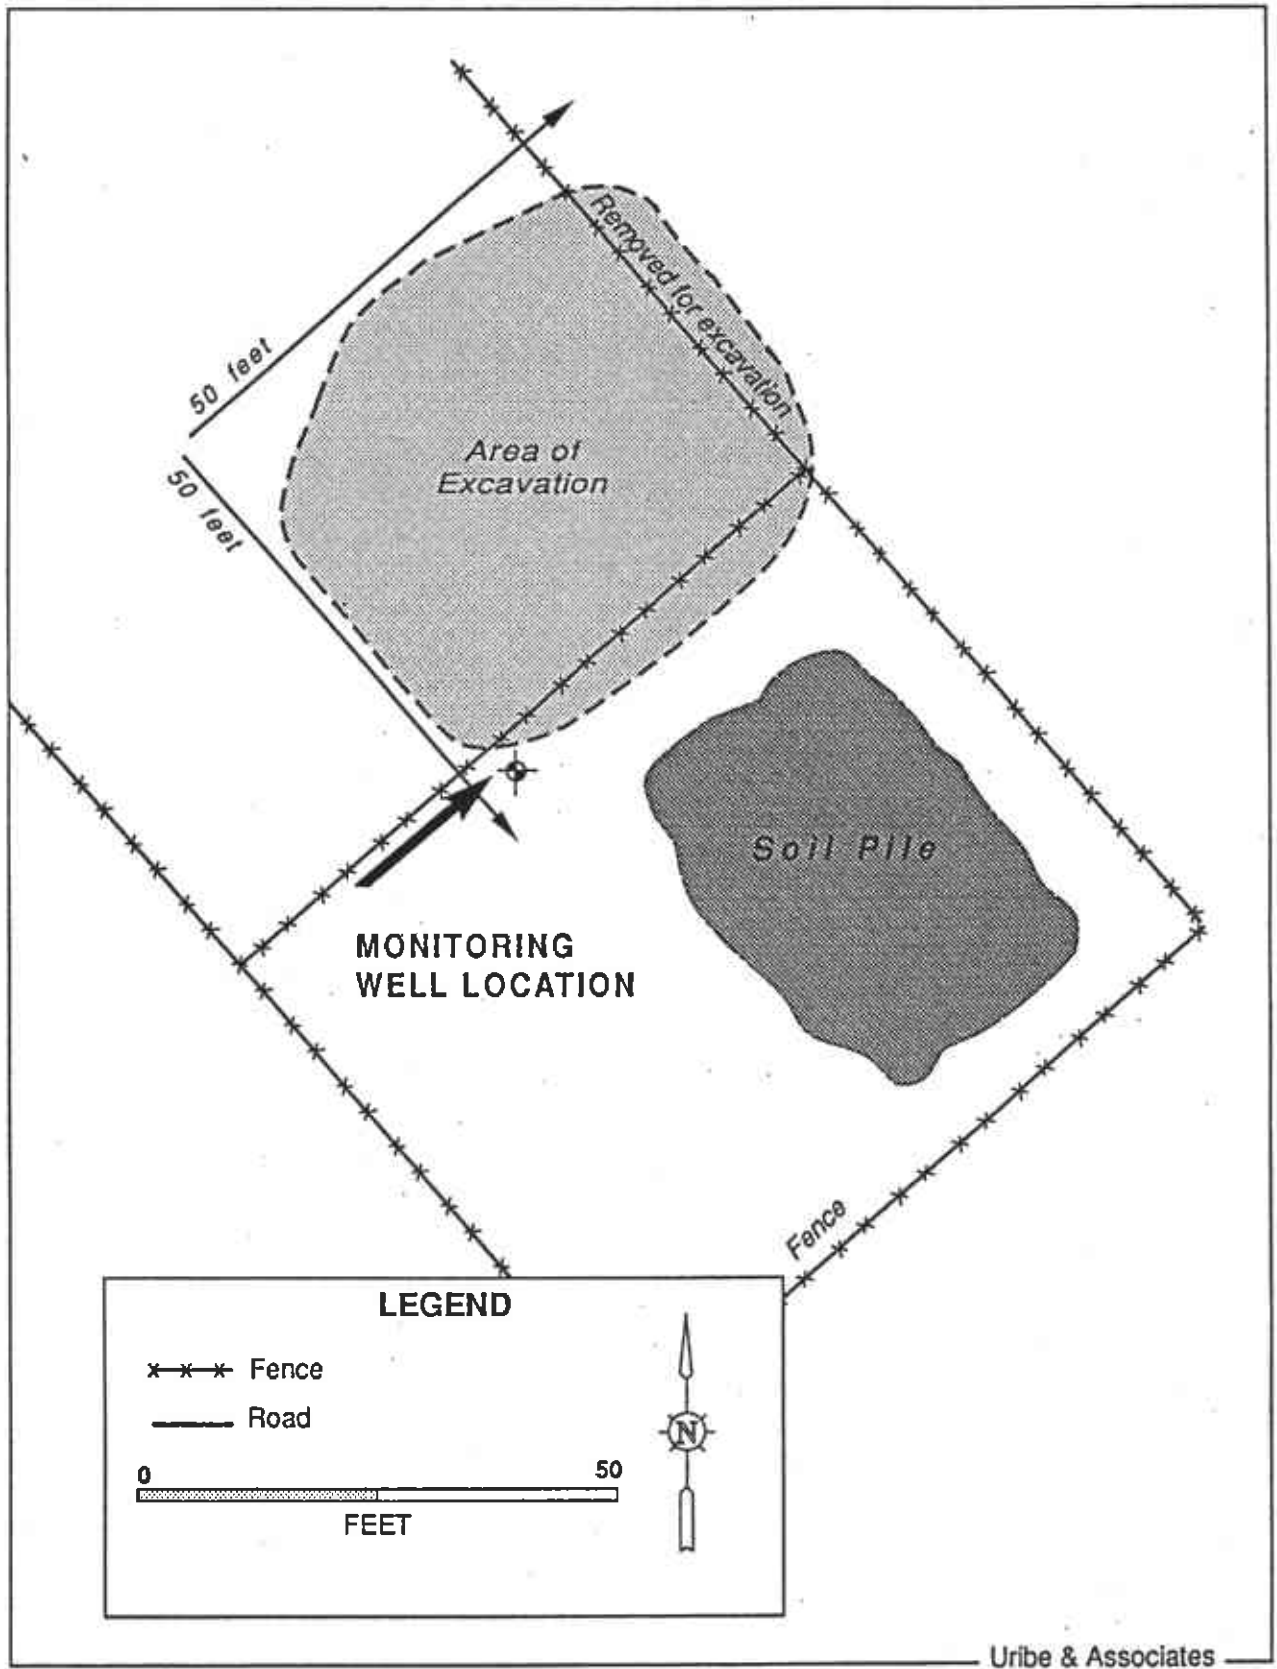 Removed for excavation
50 feet
Area of
Excavation
50 feet
Soil Pile
MONITORING
WELL LOCATION
Fence
LEGEND
Fence
Road
N
0 50
FEET
Uribe & Associates